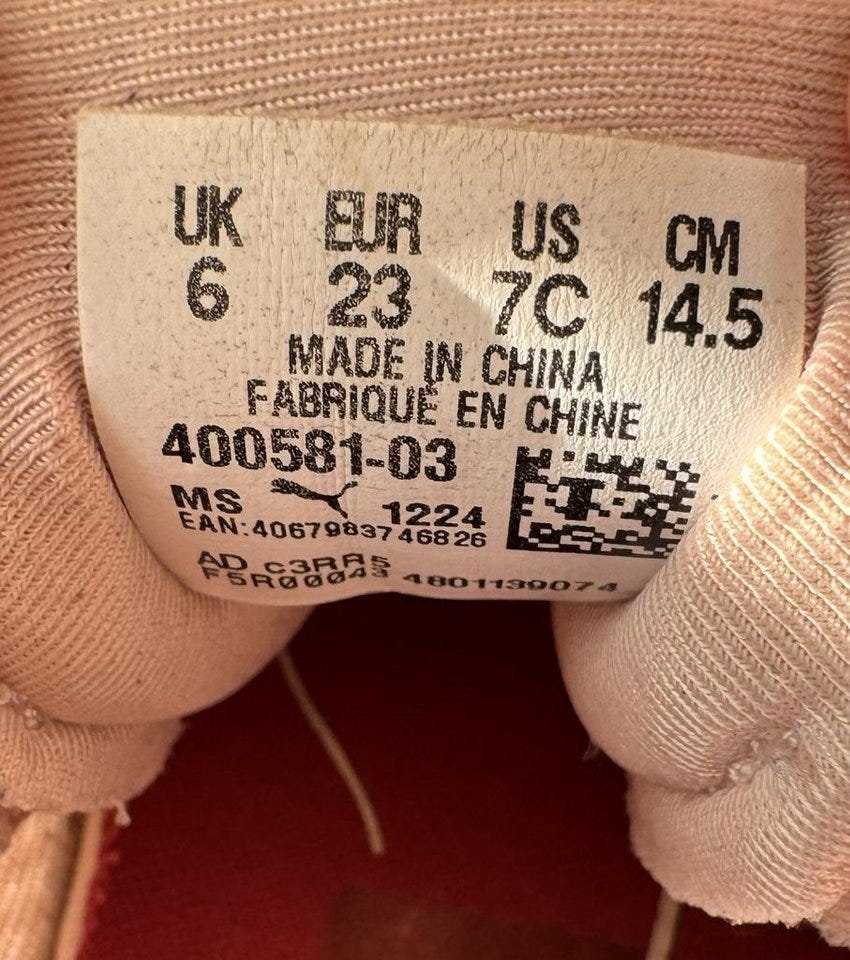 UK EUR US CM
6 23 7C 14.5
MADE IN CHINA
FABRIQUÉ EN CHINE
400581-03
MS 1224
EAN:4067983746826
AD c3RR5
F5R00043 4801139074